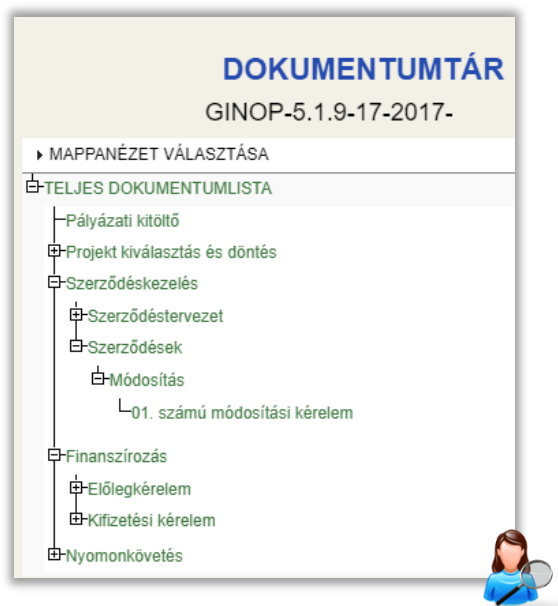 DOKUMENTUMTÁR
GINOP-5.1.9-17-2017-
MAPPANÉZET VÁLASZTÁSA
TELJES DOKUMENTUMLISTA
Pályázati kitöltő
Projekt kiválasztás és döntés
Szerződéskezelés
Szerződéstervezet
Szerződések
Módosítás
01. számú módosítási kérelem
Finanszírozás
Előlegkérelem
Kifizetési kérelem
Nyomonkövetés